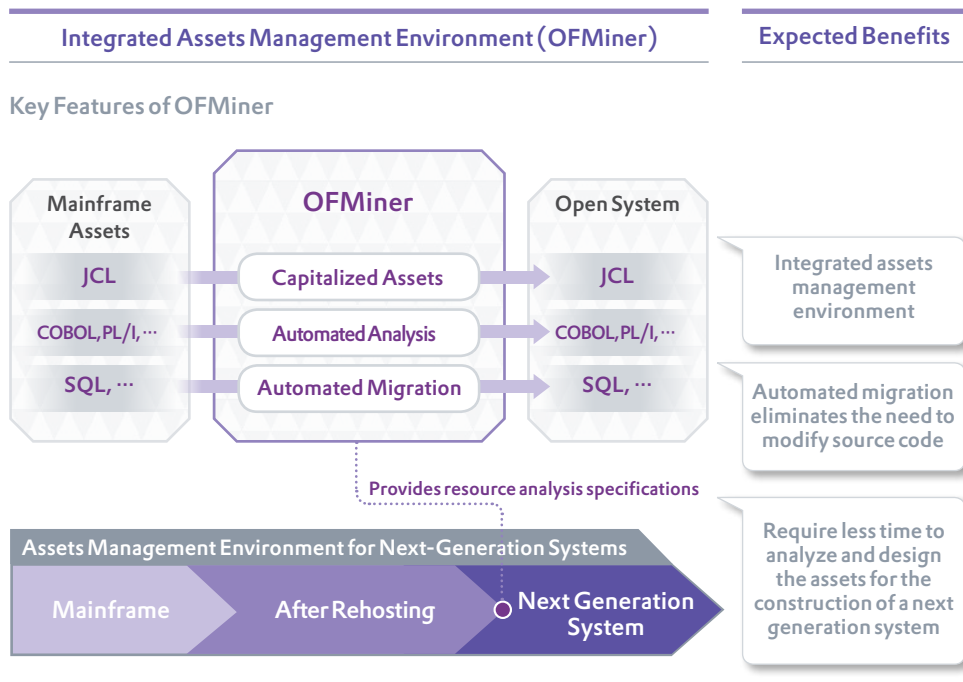 Integrated Assets Management Environment (OFMiner)
Expected Benefits
Key Features of OFMiner
Mainframe
Assets
JCL
COBOL, PL/I, ···
SQL, ···
OFMiner
Capitalized Assets
Automated Analysis
Automated Migration
Open System
JCL
COBOL, PL/I, ···
SQL, ···
Provides resource analysis specifications
Assets Management Environment for Next-Generation Systems
Mainframe
After Rehosting
Next Generation
System
Integrated assets
management
environment
Automated migration
eliminates the need to
modify source code
Require less time to
analyze and design
the assets for the
construction of a next
generation system